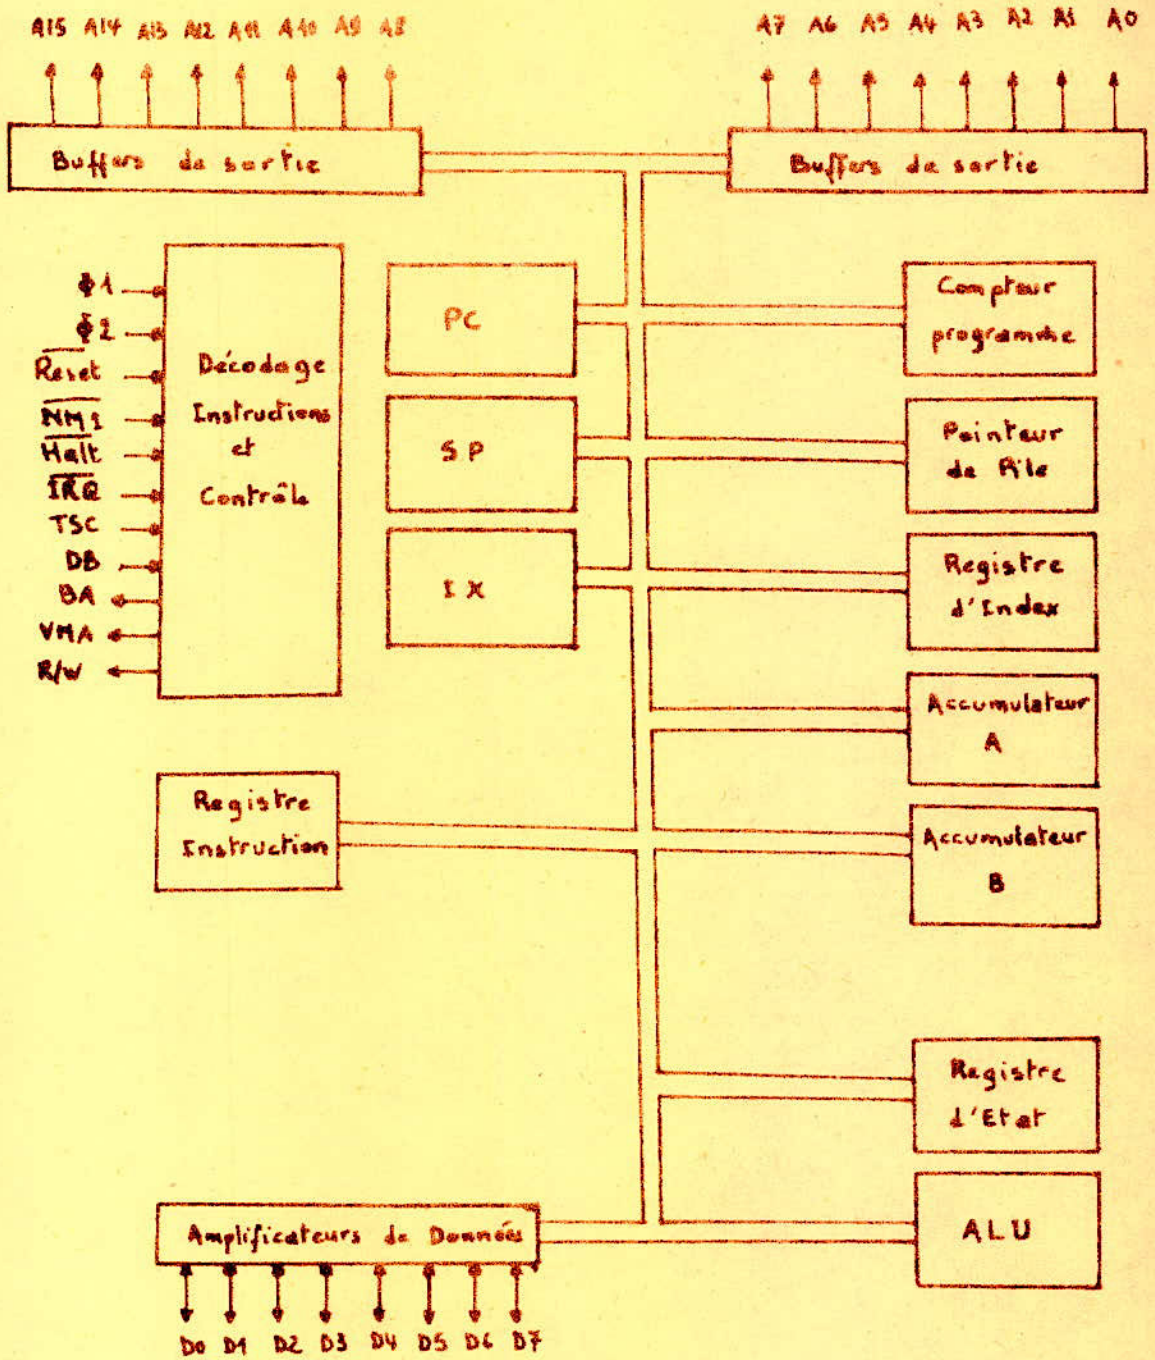 A15 A14 A13 A12 A11 A10 A9 A8
A7 A6 A5 A4 A3 A2 A1 A0
Buffers de sortie
Buffers de sortie
Φ1
Φ2
Reset
NMI
Halt
IRQ
TSC
DB
BA
VMA
R/W
Décodage
Instructions
et
Contrôle
PC
SP
IX
Compteur
programme
Pointeur
de Pile
Registre
d'Index
Accumulateur
A
Registre
Instruction
Accumulateur
B
Registre
d'Etat
ALU
Amplificateurs de Données
D0 D1 D2 D3 D4 D5 D6 D7